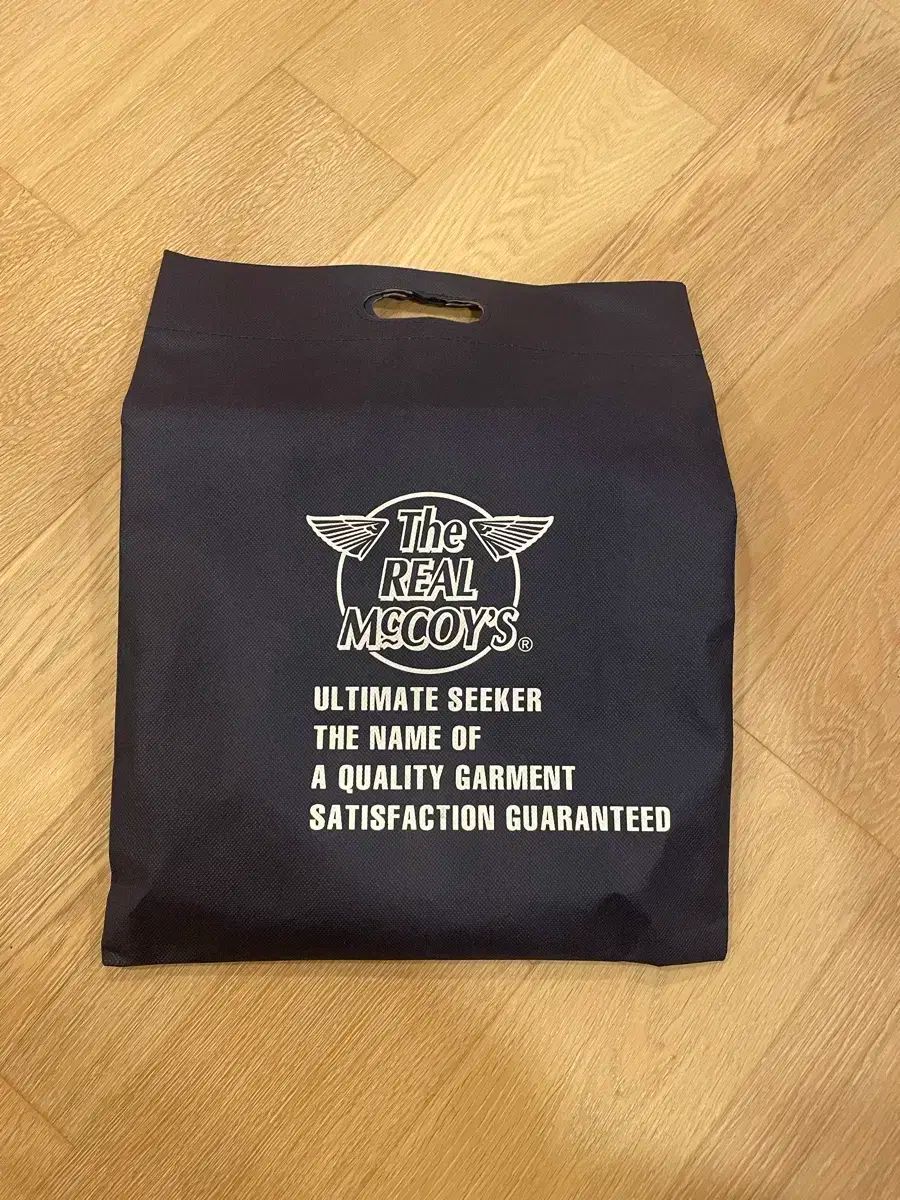 The
REAL
McCOY'S®
ULTIMATE SEEKER
THE NAME OF
A QUALITY GARMENT
SATISFACTION GUARANTEED